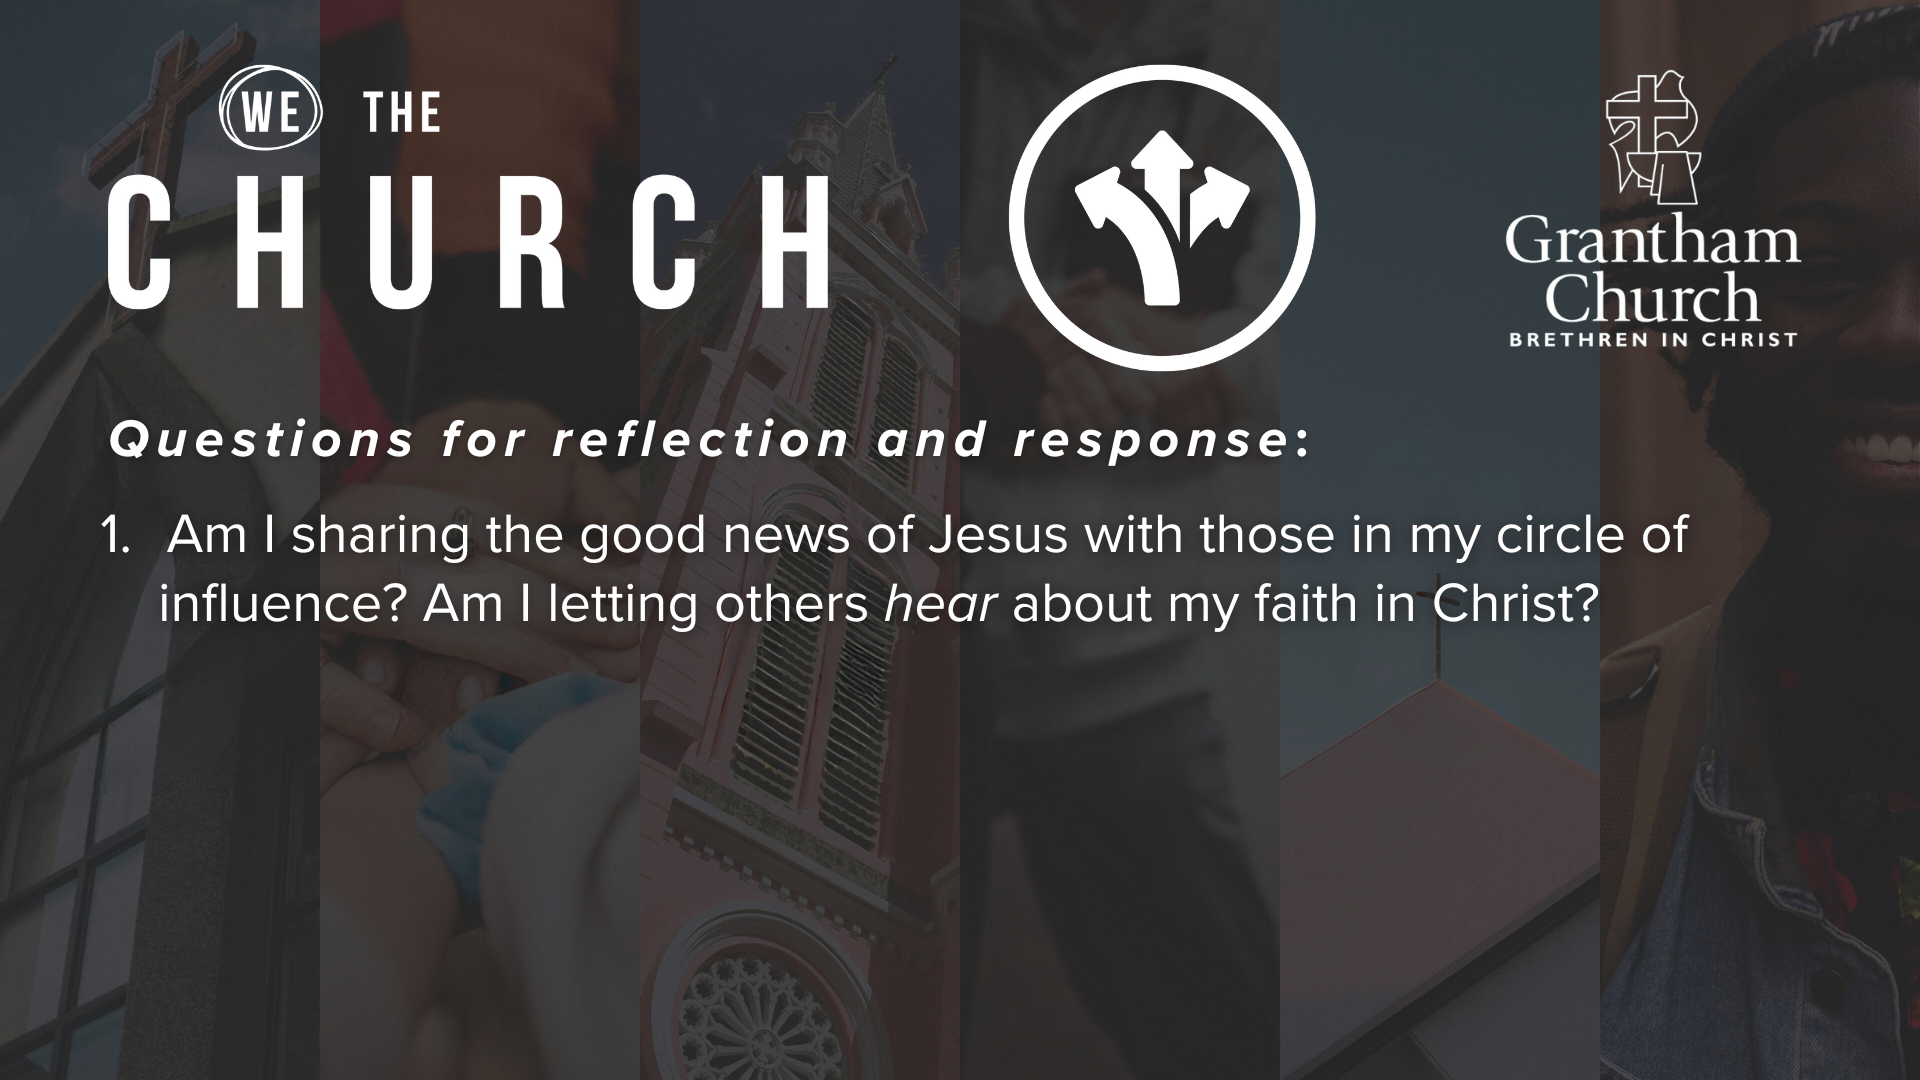 WE THE
CHURCH
Grantham
Church
BRETHREN IN CHRIST
Questions for reflection and response:
1. Am I sharing the good news of Jesus with those in my circle of
influence? Am I letting others hear about my faith in Christ?